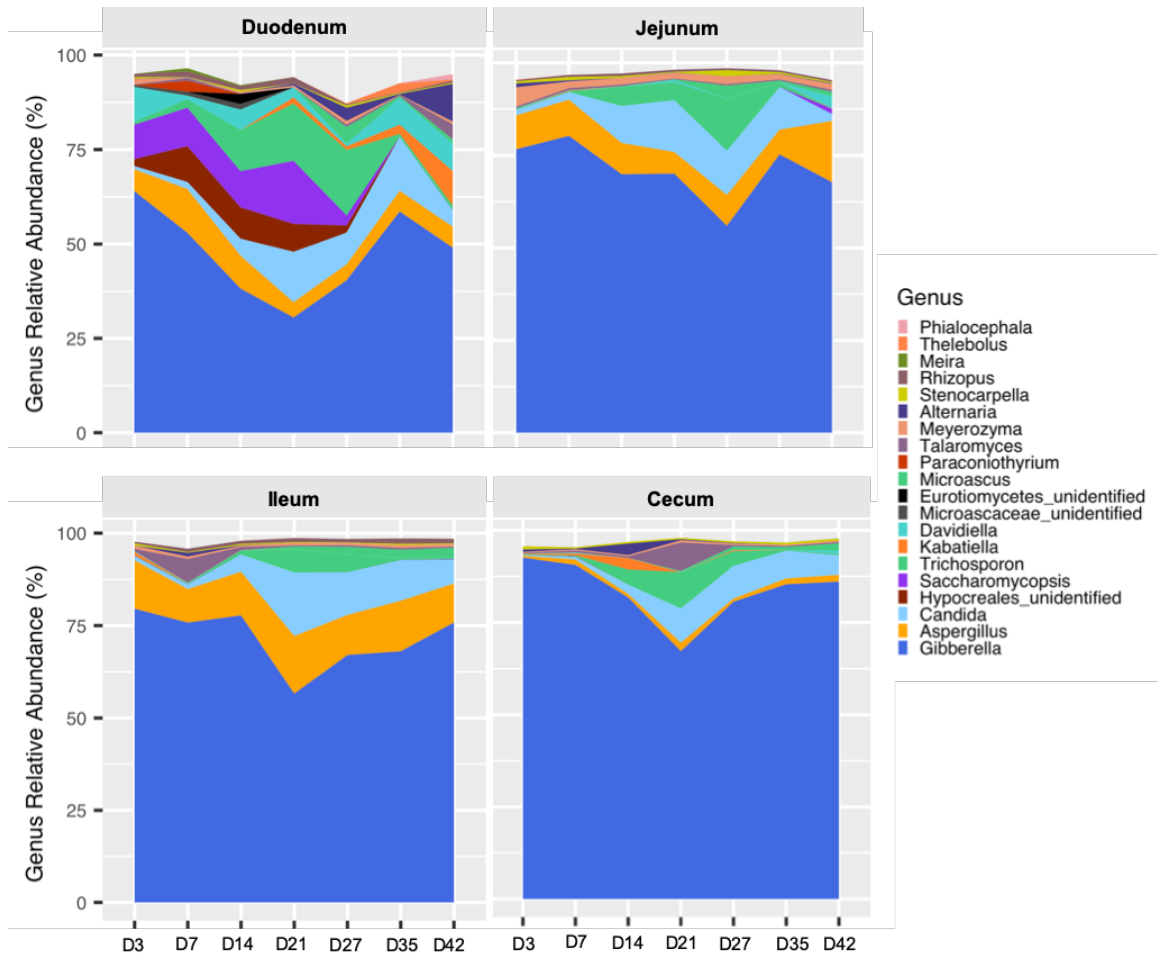 Duodenum
Jejunum
Genus Relative Abundance (%)
100
75
50
25
0
Ileum
Cecum
Genus Relative Abundance (%)
100
75
50
25
0
D3 D7 D14 D21 D27 D35 D42
D3 D7 D14 D21 D27 D35 D42
Genus
Phialocephala
Thelebolus
Meira
Rhizopus
Stenocarpella
Alternaria
Meyerozyma
Talaromyces
Paraconiothyrium
Microascus
Eurotiomycetes_unidentified
Microascaceae_unidentified
Davidiella
Kabatiella
Trichosporon
Saccharomycopsis
Hypocreales_unidentified
Candida
Aspergillus
Gibberella